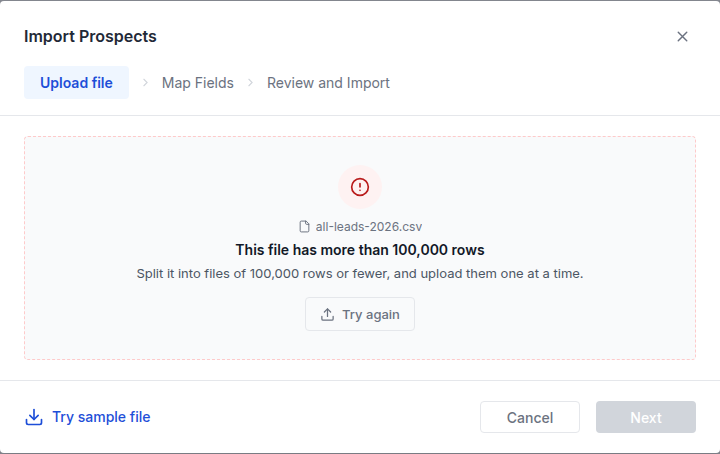 Import Prospects
Upload file
Map Fields
Review and Import
all-leads-2026.csv
This file has more than 100,000 rows
Split it into files of 100,000 rows or fewer, and upload them one at a time.
Try again
Try sample file
Cancel
Next